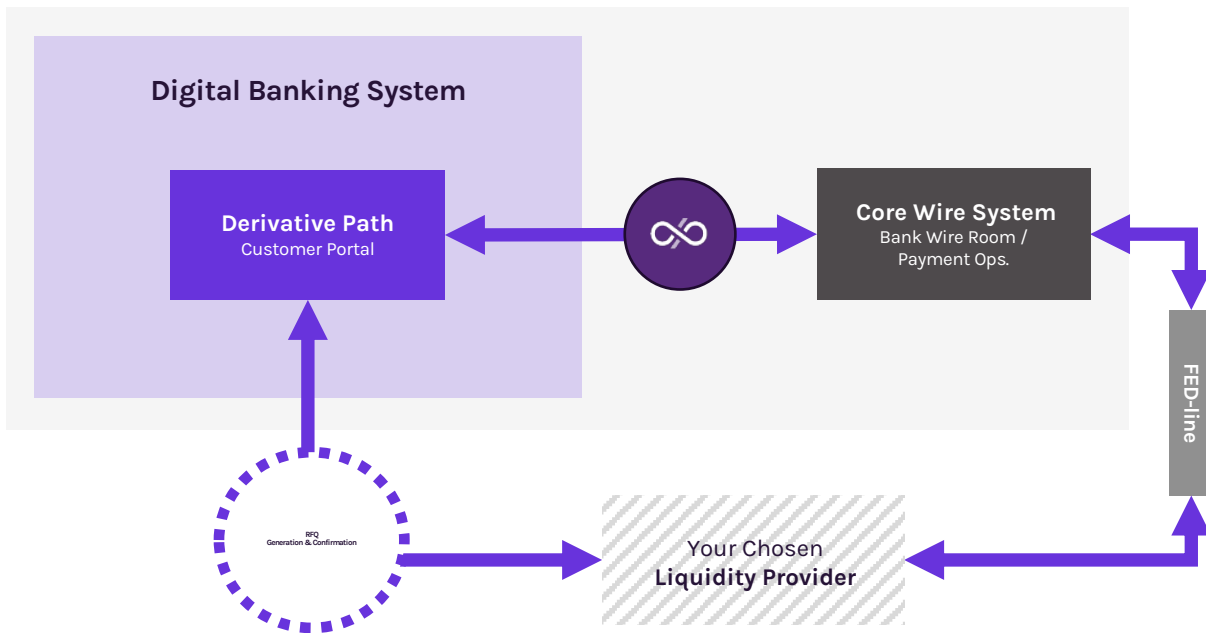 Digital Banking System
Derivative Path
Customer Portal
Core Wire System
Bank Wire Room /
Payment Ops.
FED-line
RFQ
Generation & Confirmation
Your Chosen
Liquidity Provider